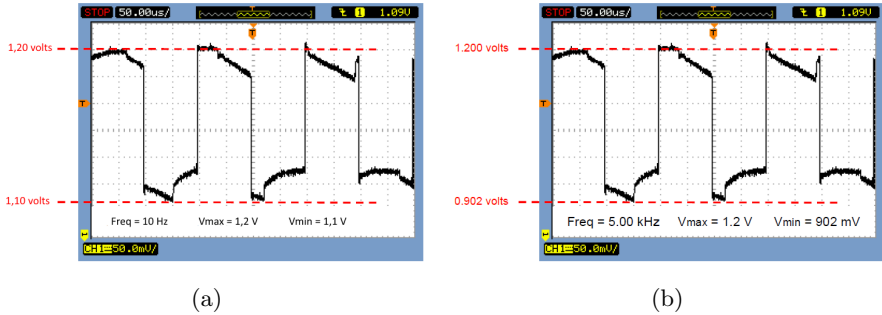 STOP 50.00us/ T 1 1.09V
1,20 volts
T
1,10 volts
Freq = 10 Hz Vmax = 1,2 V Vmin = 1,1 V
CH1 50.0mV/
(a)
STOP 50.00us/ T 1 1.09V
1.200 volts
T
0.902 volts
Freq = 5.00 kHz Vmax = 1.2 V Vmin = 902 mV
CH1 50.0mV/
(b)